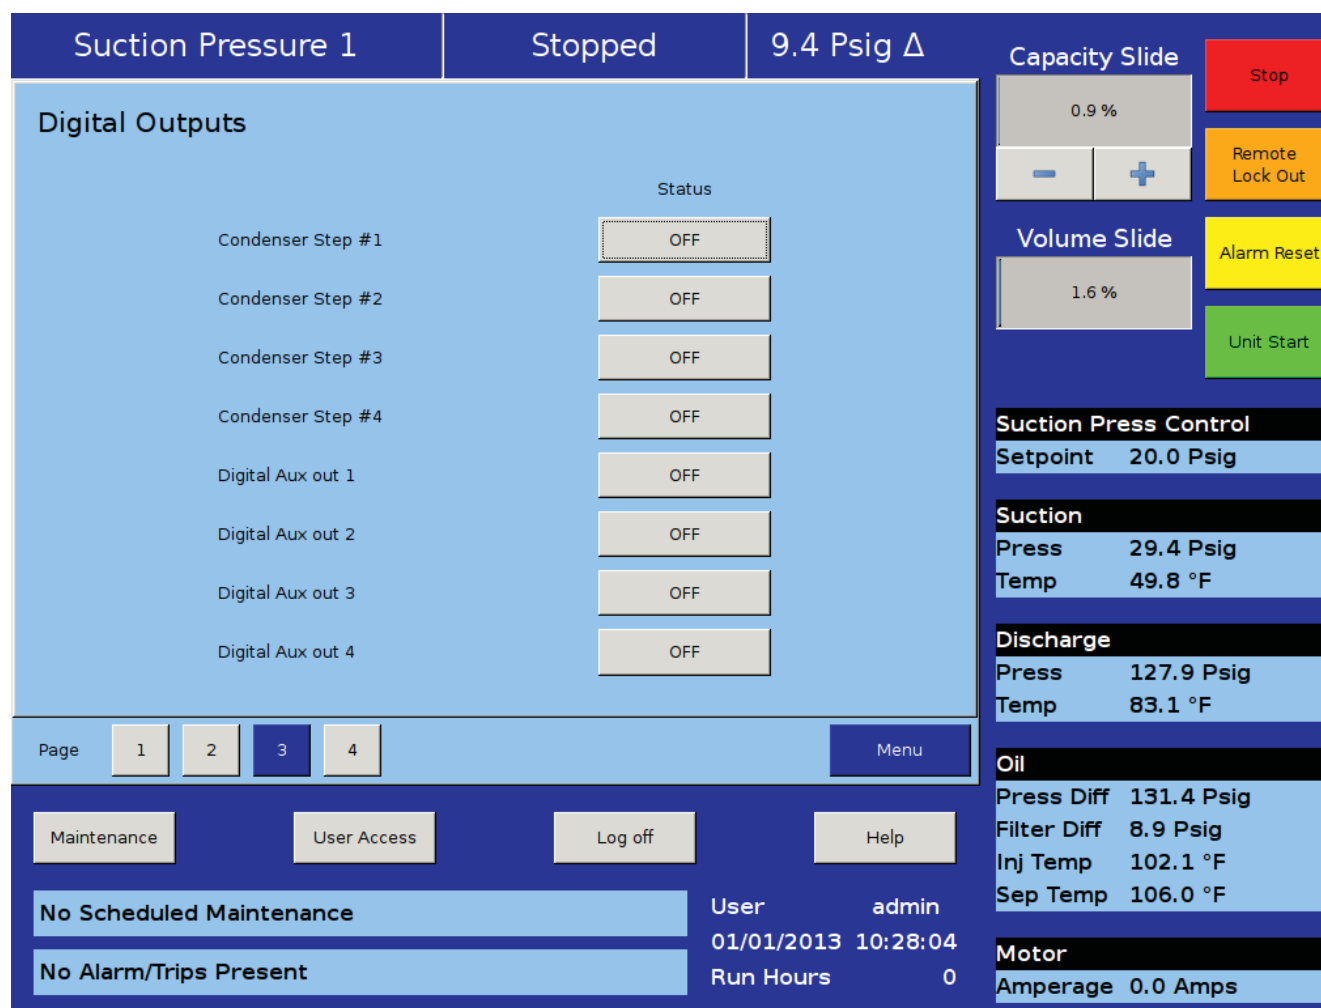 Suction Pressure 1
Stopped
9.4 Psig Δ
Digital Outputs
Status
Condenser Step #1 OFF
Condenser Step #2 OFF
Condenser Step #3 OFF
Condenser Step #4 OFF
Digital Aux out 1 OFF
Digital Aux out 2 OFF
Digital Aux out 3 OFF
Digital Aux out 4 OFF
Page 1 2 3 4 Menu
Maintenance User Access Log off Help
No Scheduled Maintenance
No Alarm/Trips Present
User admin
01/01/2013 10:28:04
Run Hours 0
Capacity Slide
0.9 %
Volume Slide
1.6 %
Stop
Remote
Lock Out
Alarm Reset
Unit Start
Suction Press Control
Setpoint 20.0 Psig
Suction
Press 29.4 Psig
Temp 49.8 °F
Discharge
Press 127.9 Psig
Temp 83.1 °F
Oil
Press Diff 131.4 Psig
Filter Diff 8.9 Psig
Inj Temp 102.1 °F
Sep Temp 106.0 °F
Motor
Amperage 0.0 Amps